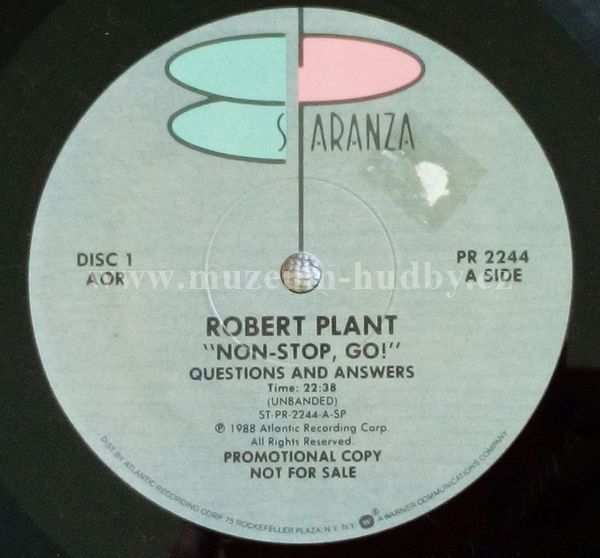 ES ARANZA
DISC 1
AOR
PR 2244
A SIDE
www.muzeum-hudby.cz
ROBERT PLANT
"NON-STOP, GO!"
QUESTIONS AND ANSWERS
Time: 22:38
(UNBANDED)
ST-PR-2244-A-SP
℗ 1988 Atlantic Recording Corp.
All Rights Reserved.
PROMOTIONAL COPY
NOT FOR SALE
DIST. BY ATLANTIC RECORDING CORP. 75 ROCKEFELLER PLAZA, N.Y. N.Y. W A WARNER COMMUNICATIONS COMPANY